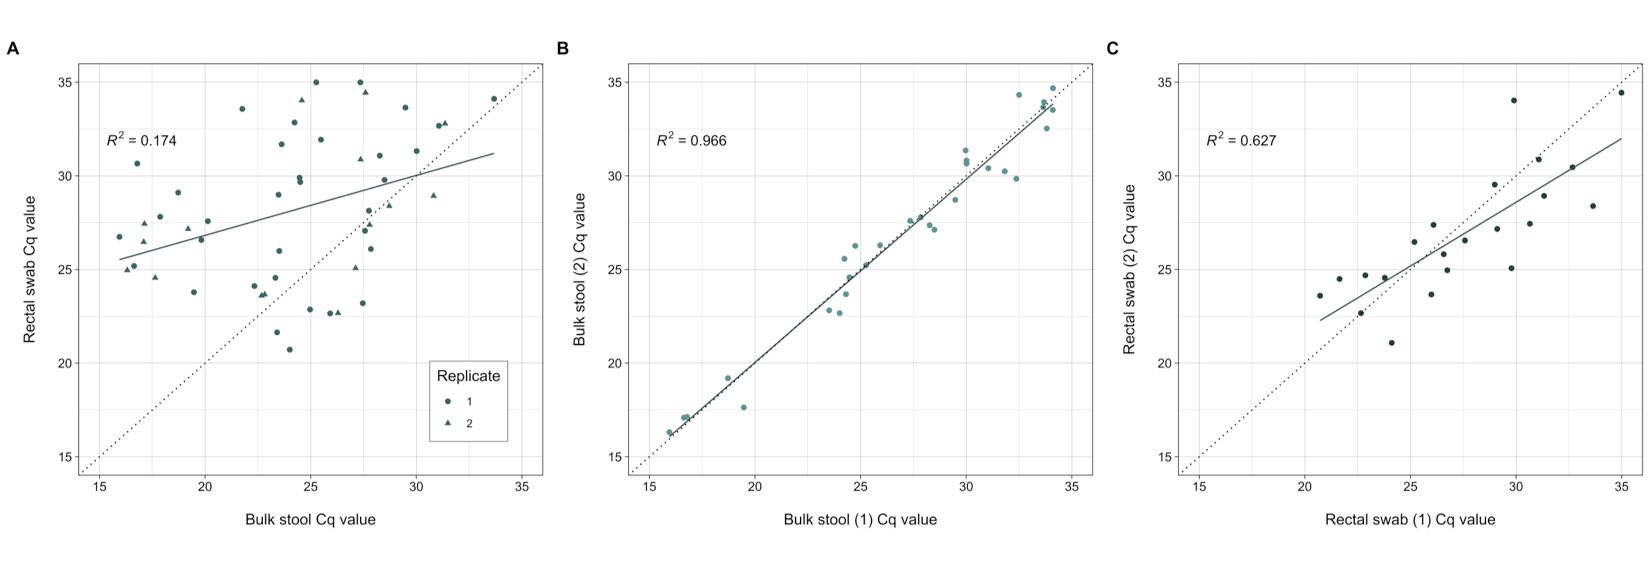 A
Rectal swab Cq value
35
30
25
20
15
R² = 0.174
Replicate
1
2
15 20 25 30 35
Bulk stool Cq value
B
Bulk stool (2) Cq value
35
30
25
20
15
R² = 0.966
15 20 25 30 35
Bulk stool (1) Cq value
C
Rectal swab (2) Cq value
35
30
25
20
15
R² = 0.627
15 20 25 30 35
Rectal swab (1) Cq value